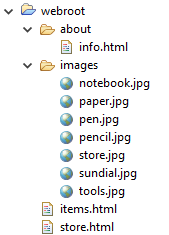 webroot
about
info.html
images
notebook.jpg
paper.jpg
pen.jpg
pencil.jpg
store.jpg
sundial.jpg
tools.jpg
items.html
store.html